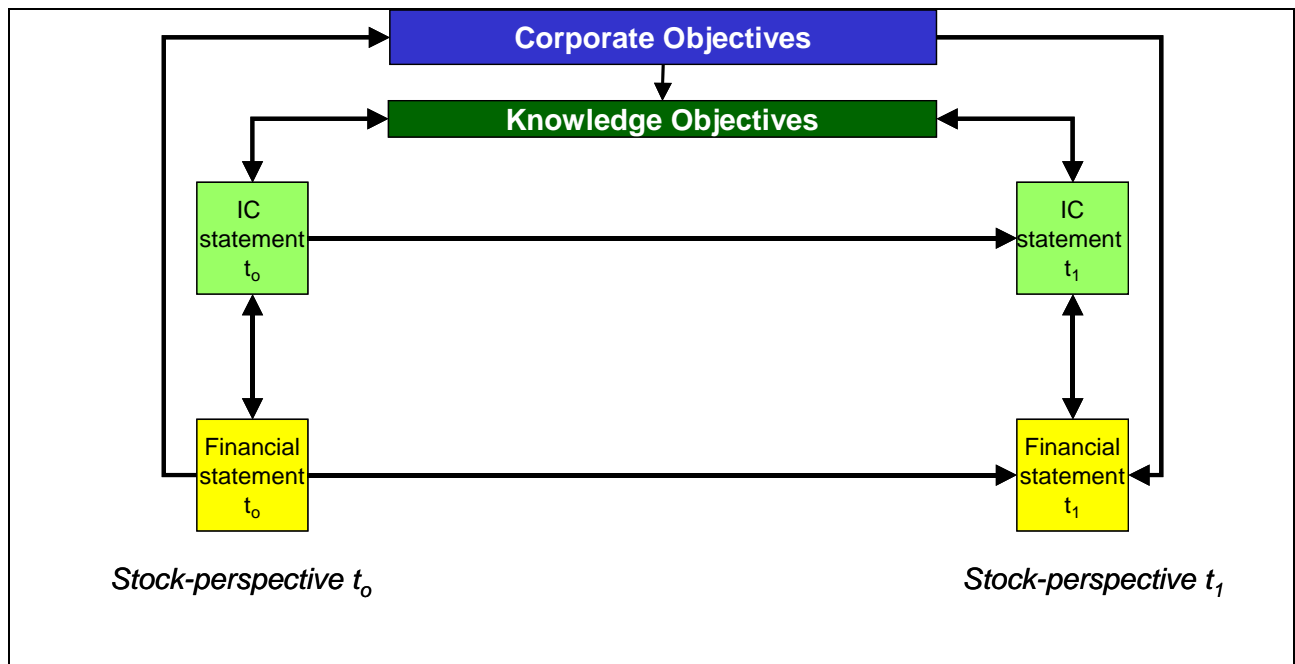 Corporate Objectives
Knowledge Objectives
IC
statement
to
IC
statement
t1
Financial
statement
to
Financial
statement
t1
Stock-perspective to
Stock-perspective t1